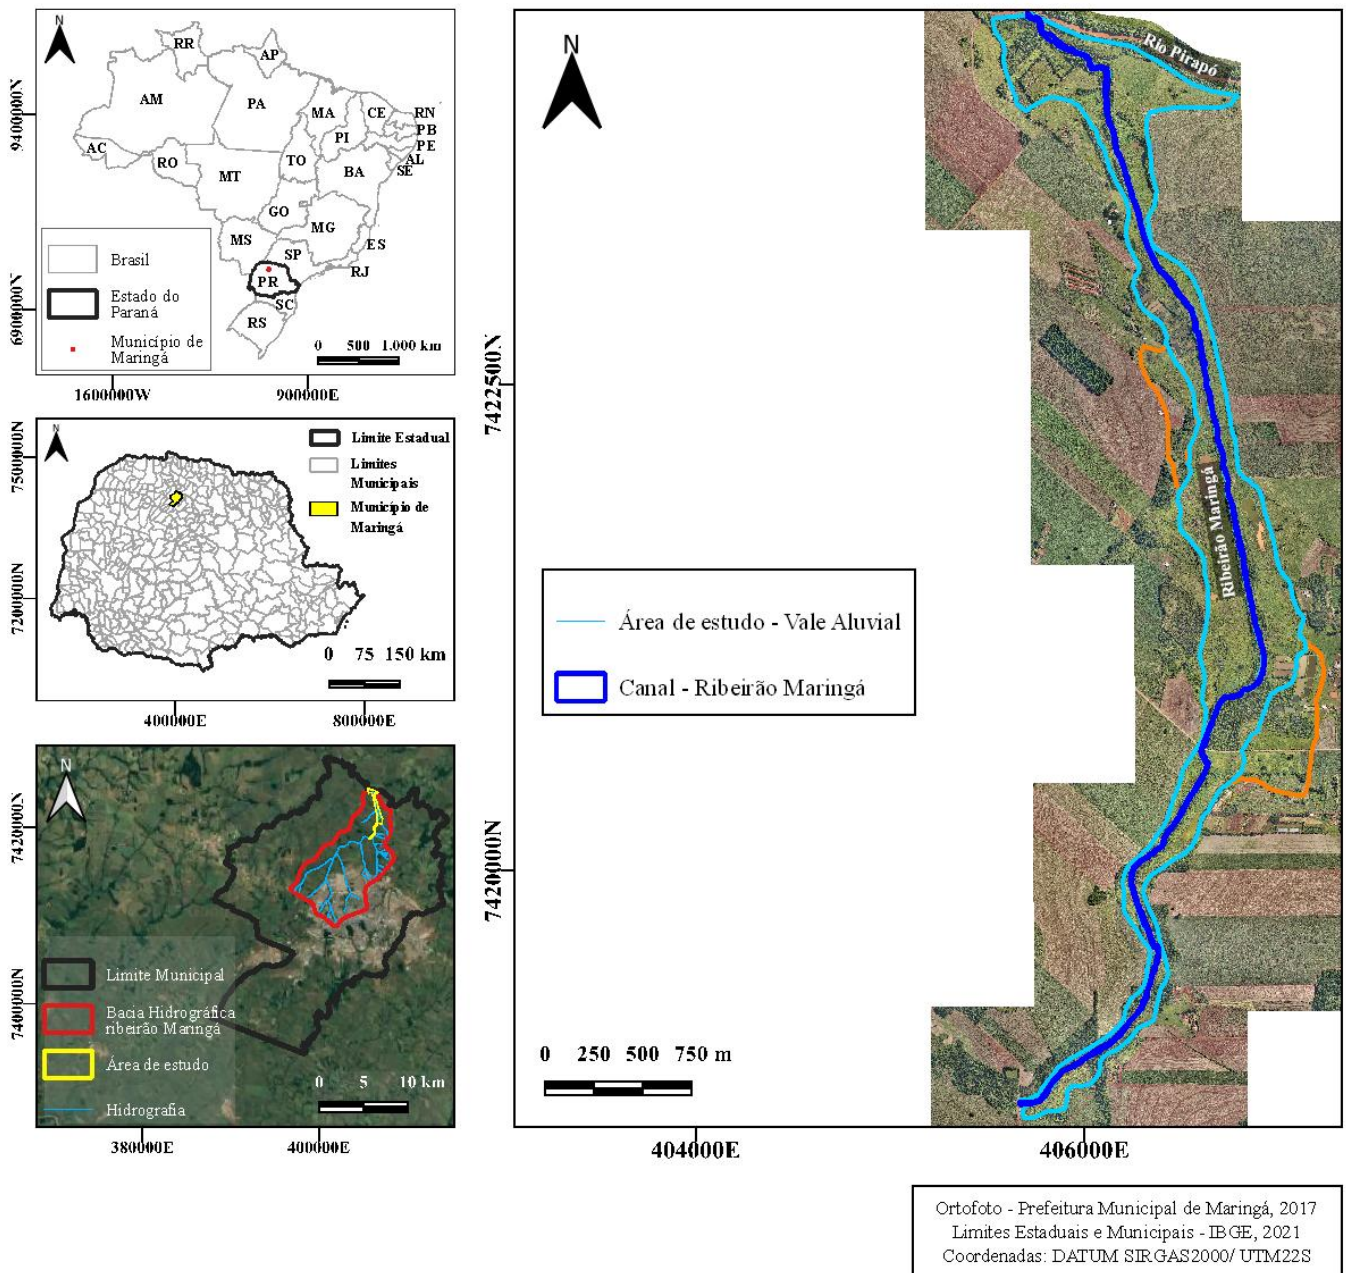 N
RR
AP
AM
PA
MA
CE
RN
PB
PI
PE
AC
AL
RO
TO
SE
MT
BA
GO
MG
MS
ES
SP
RJ
PR
SC
RS
Brasil
Estado do
Paraná
Município de
Maringá
0 500 1.000 km
9400000N
6900000N
1600000W 900000E
N
Limite Estadual
Limites
Municipais
Município de
Maringá
0 75 150 km
7500000N
7200000N
400000E 800000E
N
Limite Municipal
Bacia Hidrográfica
ribeirão Maringá
Área de estudo
Hidrografia
0 5 10 km
7420000N
7400000N
380000E 400000E
N
Rio Pirapó
Ribeirão Maringá
Área de estudo - Vale Aluvial
Canal - Ribeirão Maringá
0 250 500 750 m
7422500N
7420000N
404000E 406000E
Ortofoto - Prefeitura Municipal de Maringá, 2017
Limites Estaduais e Municipais - IBGE, 2021
Coordenadas: DATUM SIRGAS2000/ UTM22S